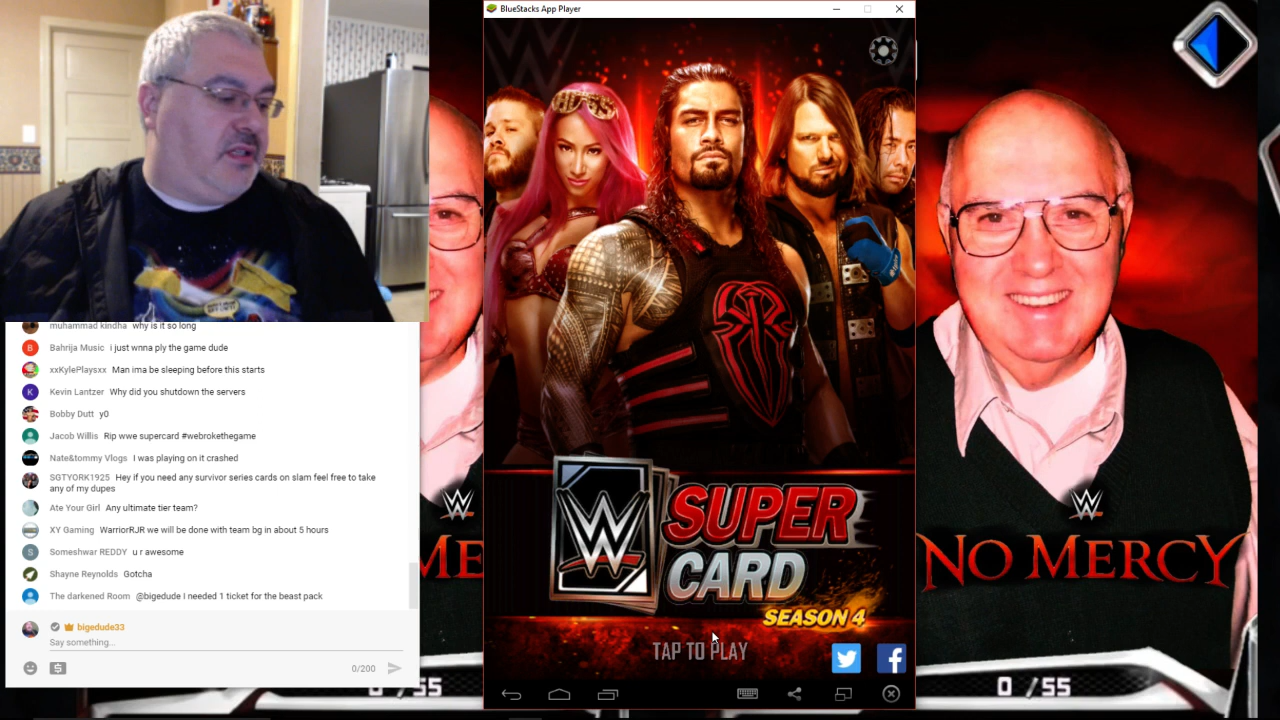 BlueStacks App Player
muhammad kindha why is it so long
Bahrija Music i just wnna ply the game dude
xxKylePlaysxx Man ima be sleeping before this starts
Kevin Lantzer Why did you shutdown the servers
Bobby Dutt y0
Jacob Willis Rip wwe supercard #webrokethegame
Nate&tommy Vlogs I was playing on it crashed
SGTYORK1925 Hey if you need any survivor series cards on slam feel free to take
any of my dupes
Ate Your Girl Any ultimate tier team?
XY Gaming WarriorRJR we will be done with team bg in about 5 hours
Someshwar REDDY u r awesome
Shayne Reynolds Gotcha
The darkened Room @bigedude I needed 1 ticket for the beast pack
bigedude33
Say something...
0/200
B
K
S
$
W
SUPER
CARD
SEASON 4
TAP TO PLAY
ME
0 /55
W
NO MERCY
0 /55